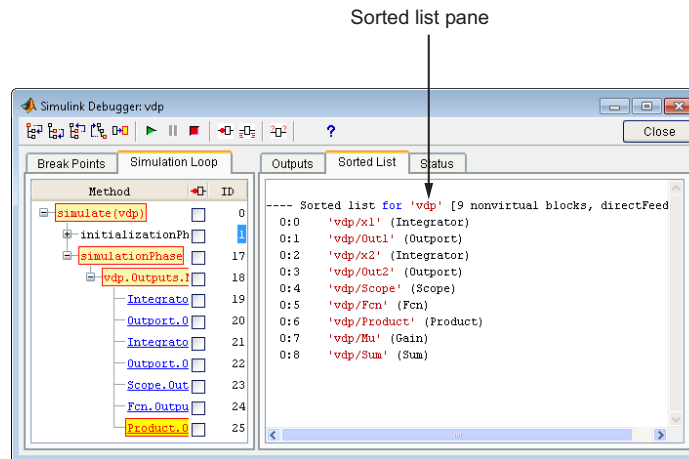 Sorted list pane
Simulink Debugger: vdp
? Close
Break Points Simulation Loop Outputs Sorted List Status
Method ID
simulate(vdp) 0
initializationPh 1
simulationPhase 17
vdp.Outputs. 18
Integrato 19
Outport.O 20
Integrato 21
Outport.O 22
Scope.Out 23
Fcn.Outpu 24
Product.O 25
---- Sorted list for 'vdp' [9 nonvirtual blocks, directFeed
0:0 'vdp/x1' (Integrator)
0:1 'vdp/Out1' (Outport)
0:2 'vdp/x2' (Integrator)
0:3 'vdp/Out2' (Outport)
0:4 'vdp/Scope' (Scope)
0:5 'vdp/Fcn' (Fcn)
0:6 'vdp/Product' (Product)
0:7 'vdp/Mu' (Gain)
0:8 'vdp/Sum' (Sum)